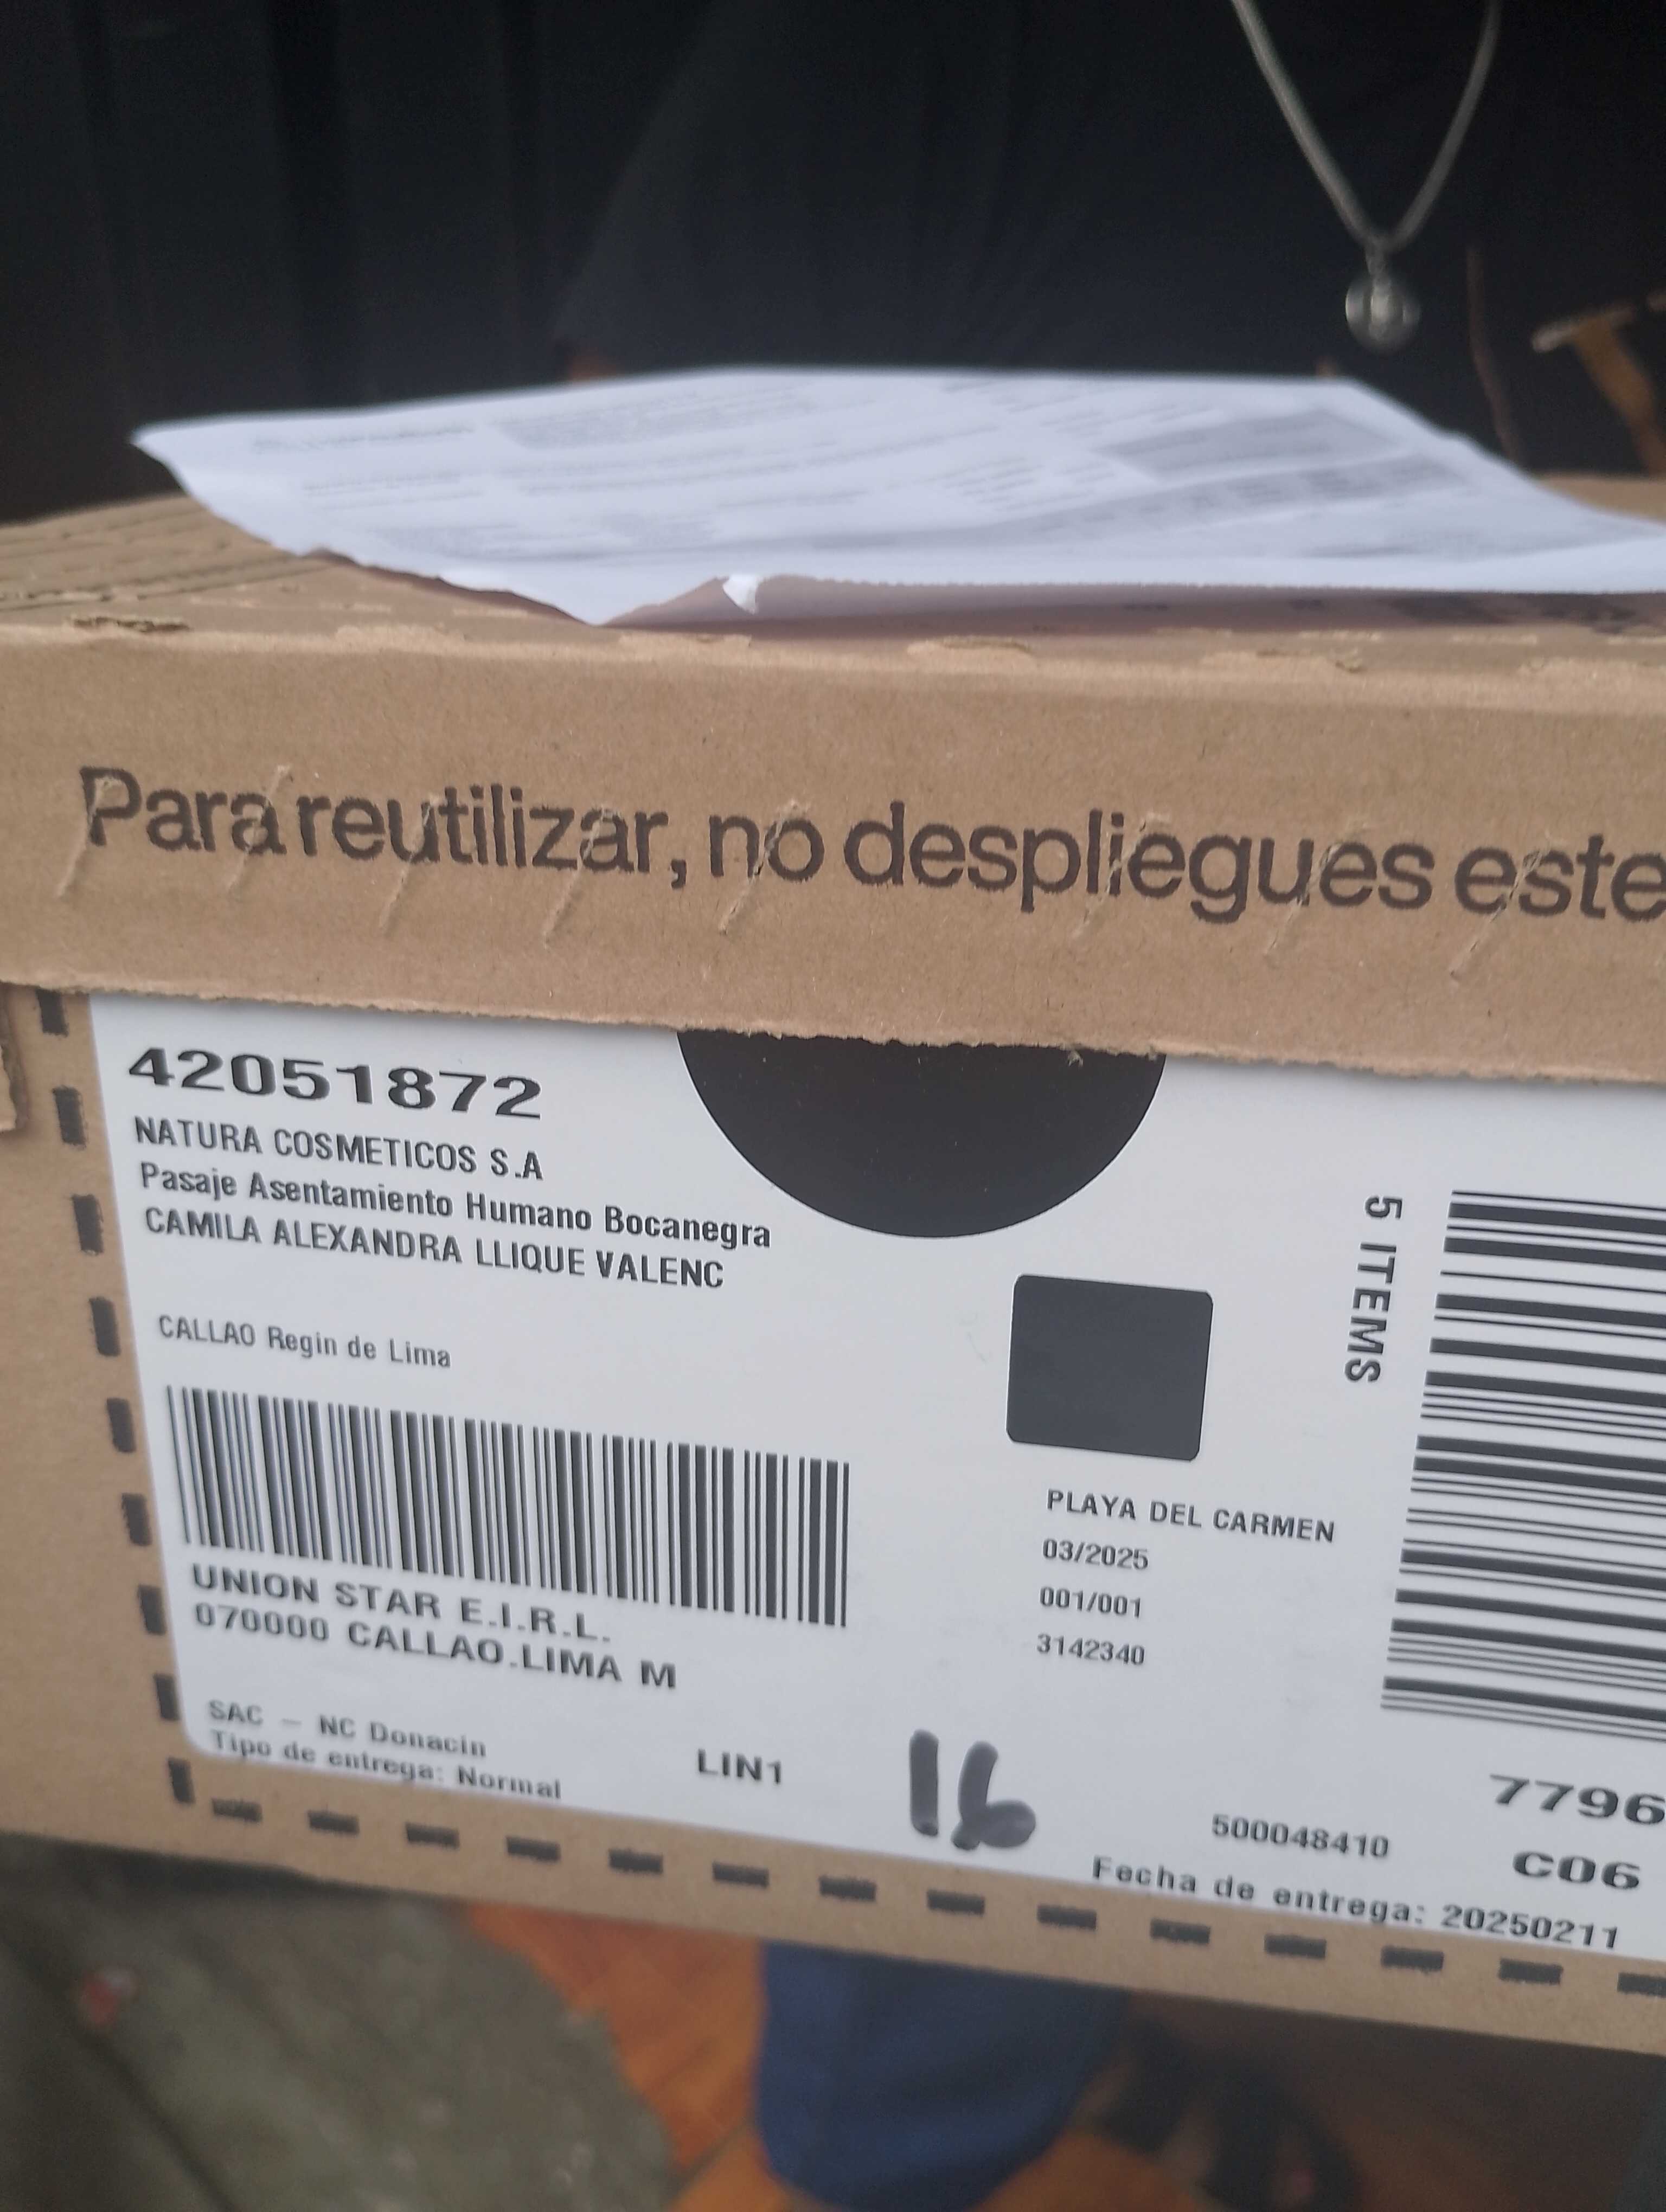 Para reutilizar, no despliegues este
42051872
NATURA COSMETICOS S.A
Pasaje Asentamiento Humano Bocanegra
CAMILA ALEXANDRA LLIQUE VALENC
CALLAO Regin de Lima
5 ITEMS
UNION STAR E.I.R.L.
070000 CALLAO.LIMA M
PLAYA DEL CARMEN
03/2025
001/001
3142340
SAC - NC Donacin
Tipo de entrega: Normal
LIN1
16
500048410
7796
C06
Fecha de entrega: 20250211